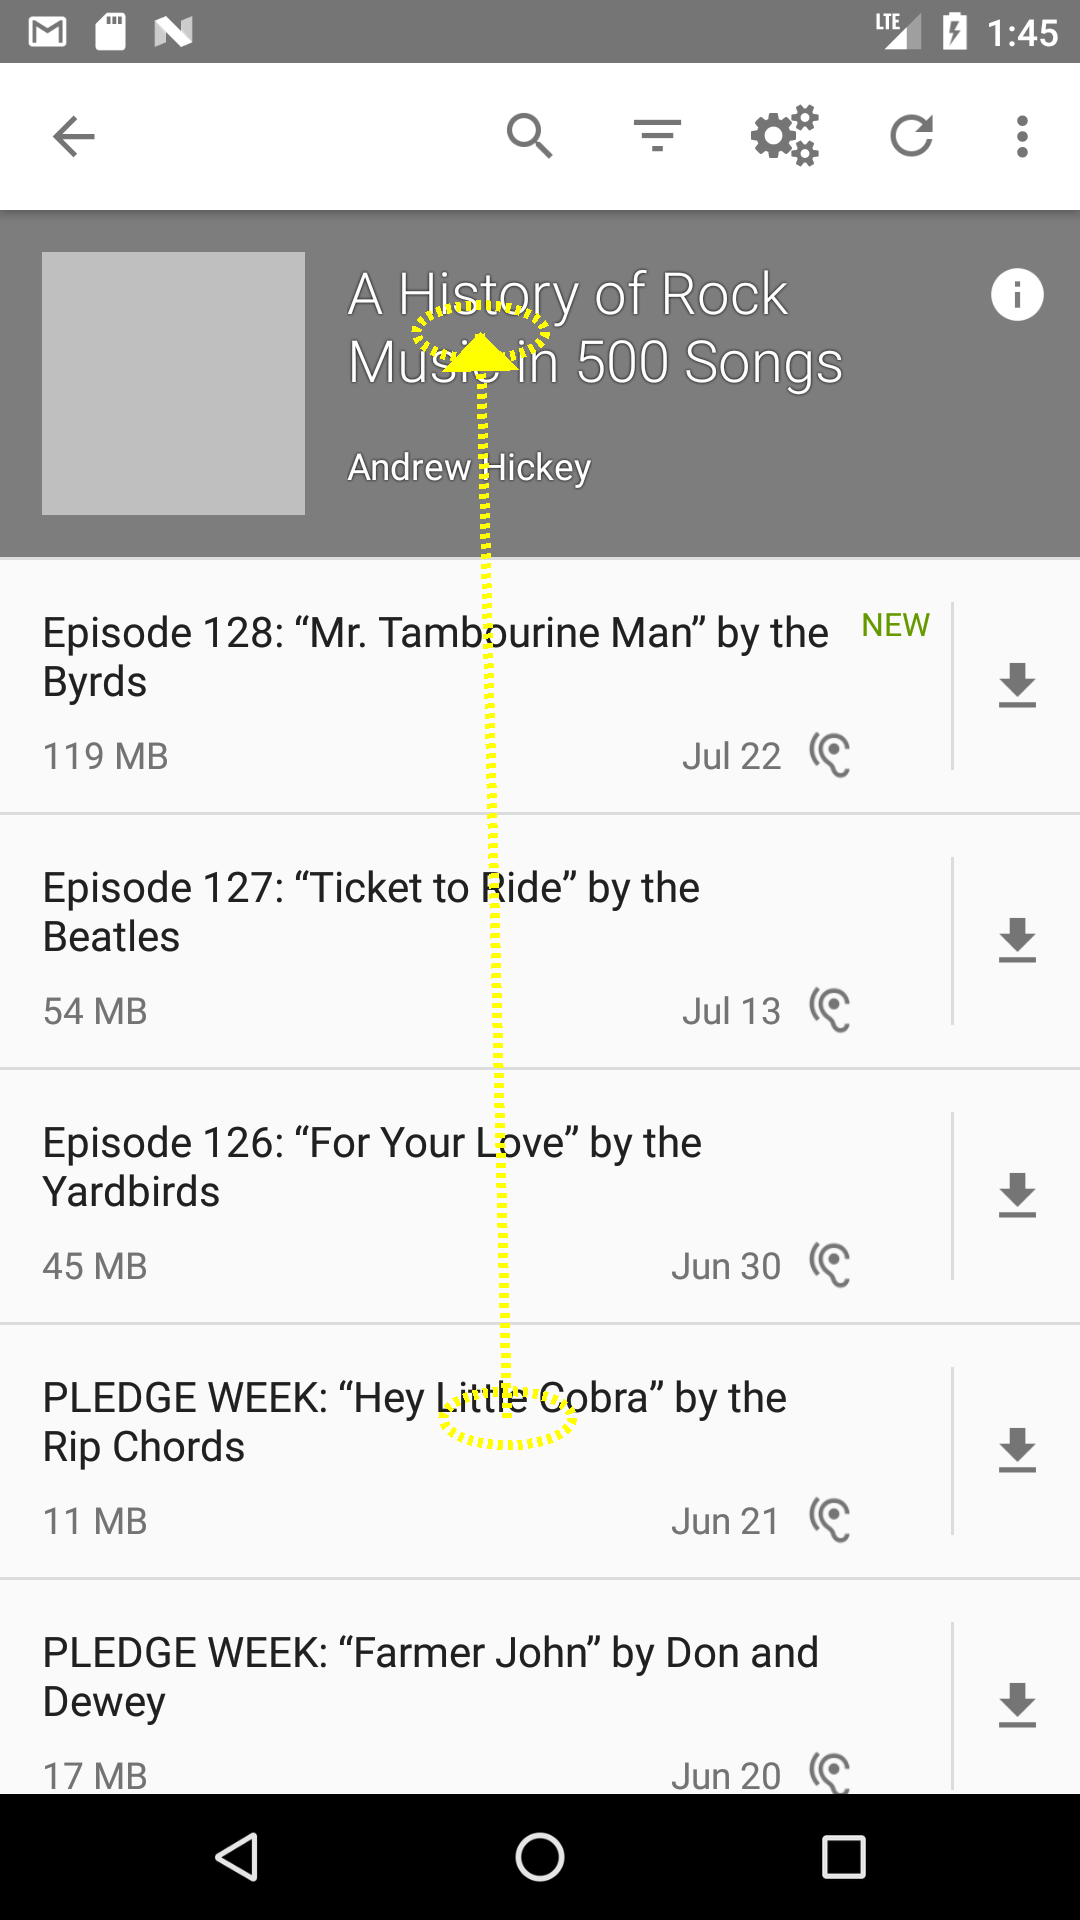 LTE 1:45
A History of Rock
Music in 500 Songs
Andrew Hickey
Episode 128: “Mr. Tambourine Man” by the
Byrds
NEW
119 MB
Jul 22
Episode 127: “Ticket to Ride” by the
Beatles
54 MB
Jul 13
Episode 126: “For Your Love” by the
Yardbirds
45 MB
Jun 30
PLEDGE WEEK: “Hey Little Cobra” by the
Rip Chords
11 MB
Jun 21
PLEDGE WEEK: “Farmer John” by Don and
Dewey
17 MB
Jun 20